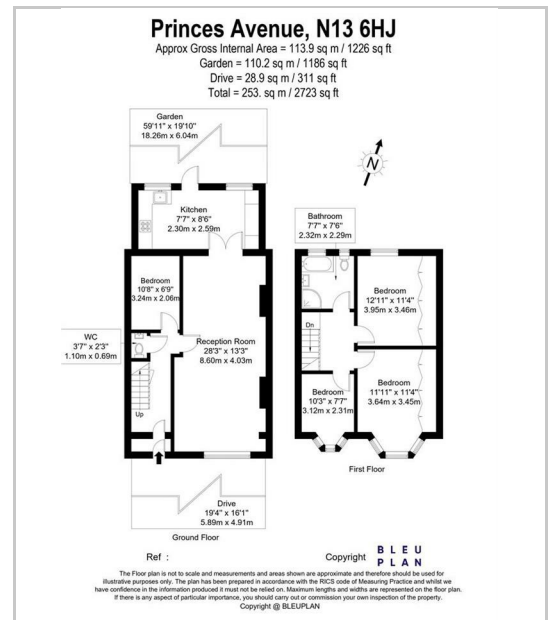 Princes Avenue, N13 6HJ
Approx Gross Internal Area = 113.9 sq m / 1226 sq ft
Garden = 110.2 sq m / 1186 sq ft
Drive = 28.9 sq m / 311 sq ft
Total = 253. sq m / 2723 sq ft
Garden
59'11" x 19'10"
18.26m x 6.04m
N
Kitchen
7'7" x 8'6"
2.30m x 2.59m
Bathroom
7'7" x 7'6"
2.32m x 2.29m
Bedroom
10'8" x 6'9"
3.24m x 2.06m
Bedroom
12'11" x 11'4"
3.95m x 3.46m
WC
3'7" x 2'3"
1.10m x 0.69m
Reception Room
28'3" x 13'3"
8.60m x 4.03m
Dn
Up
Bedroom
10'3" x 7'7"
3.12m x 2.31m
Bedroom
11'11" x 11'4"
3.64m x 3.45m
First Floor
Drive
19'4" x 16'1"
5.89m x 4.91m
Ground Floor
Ref :
Copyright
BLEU
PLAN
The Floor plan is not to scale and measurements and areas shown are approximate and therefore should be used for
illustrative purposes only. The plan has been prepared in accordance with the RICS code of Measuring Practice and whilst we
have confidence in the information produced it must not be relied on. Maximum lengths and widths are represented on the floor plan.
If there is any aspect of particular importance, you should carry out or commission your own inspection of the property.
Copyright @ BLEUPLAN